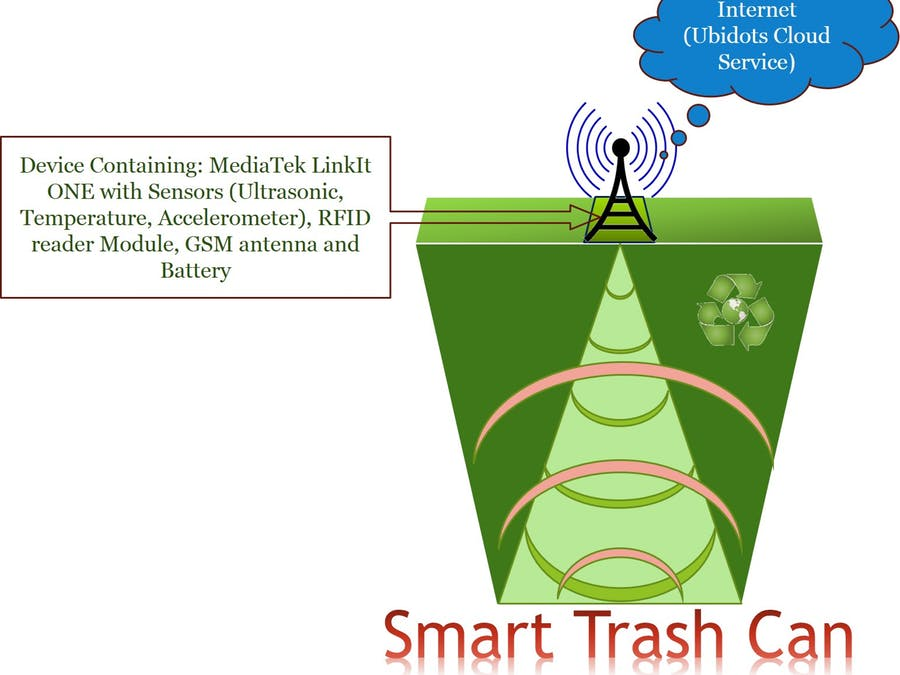 Internet
(Ubidots Cloud
Service)
Device Containing: MediaTek LinkIt
ONE with Sensors (Ultrasonic,
Temperature, Accelerometer), RFID
reader Module, GSM antenna and
Battery
Smart Trash Can